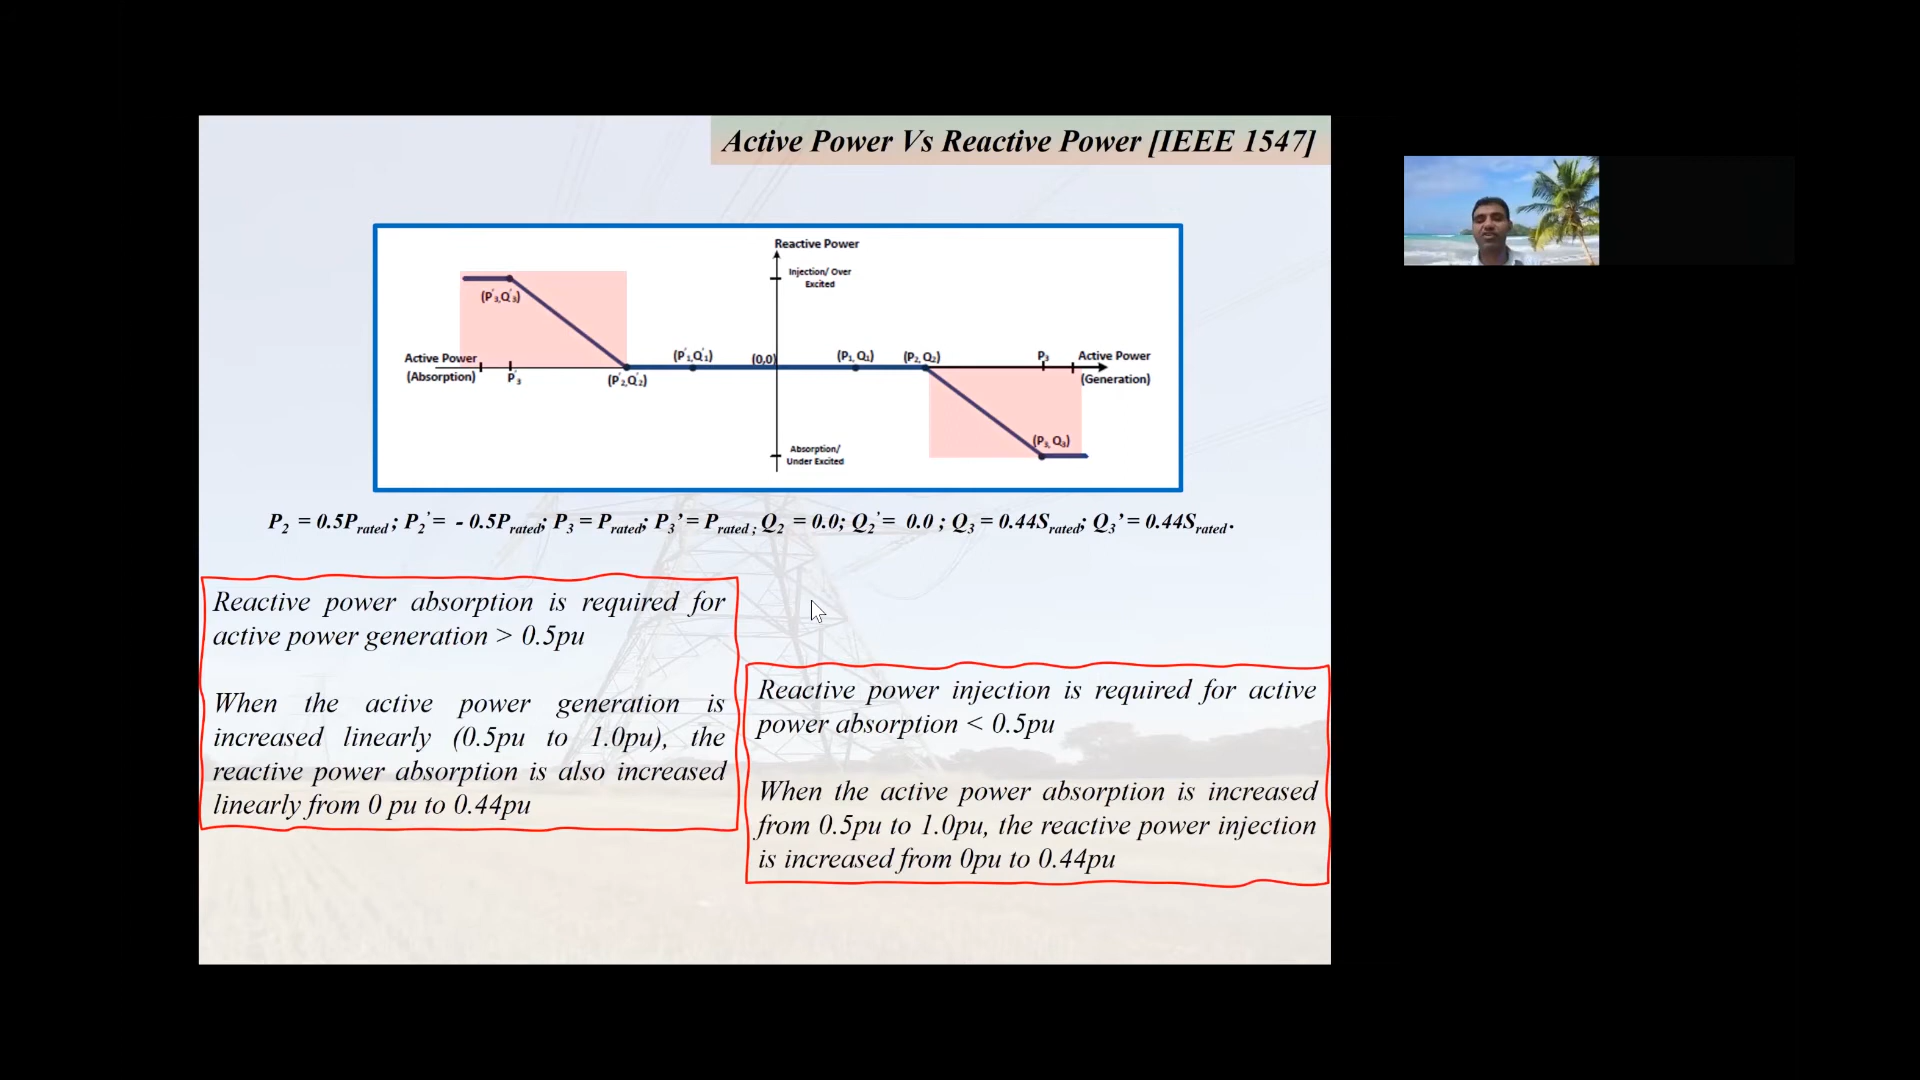 Active Power Vs Reactive Power [IEEE 1547]
Reactive Power
Injection/ Over
Excited
(P'3,Q'3)
Active Power
(Absorption)
P'3
(P'2,Q'2)
(P'1,Q'1)
(0,0)
(P1, Q1)
(P2, Q2)
P3
Active Power
(Generation)
(P3, Q3)
Absorption/
Under Excited
P2 = 0.5Prated ; P2’= - 0.5Prated; P3 = Prated; P3’= Prated ; Q2 = 0.0; Q2’= 0.0 ; Q3 = 0.44Srated; Q3’= 0.44Srated .
Reactive power absorption is required for
active power generation > 0.5pu
When the active power generation is
increased linearly (0.5pu to 1.0pu), the
reactive power absorption is also increased
linearly from 0 pu to 0.44pu
Reactive power injection is required for active
power absorption < 0.5pu
When the active power absorption is increased
from 0.5pu to 1.0pu, the reactive power injection
is increased from 0pu to 0.44pu